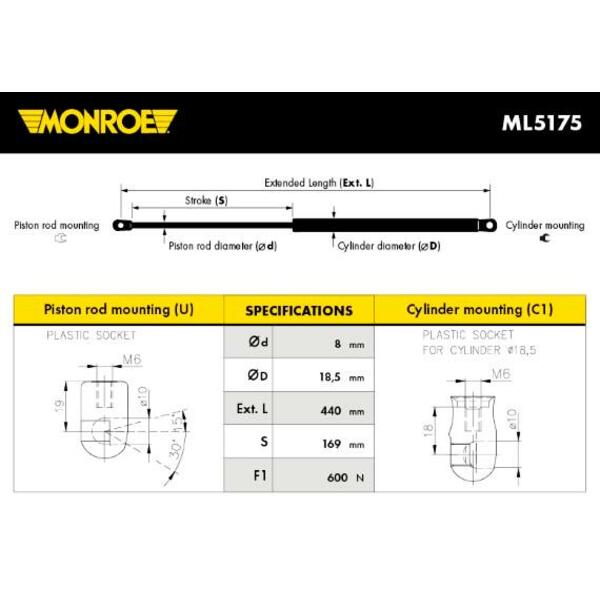 MONROE
ML5175
Extended Length (Ext. L)
Stroke (S)
Piston rod mounting
Cylinder mounting
Piston rod diameter (Ød)
Cylinder diameter (ØD)
Piston rod mounting (U)
SPECIFICATIONS
Cylinder mounting (C1)
PLASTIC SOCKET
M6
19
ø10
15°
30°
Ød 8 mm
ØD 18,5 mm
Ext. L 440 mm
S 169 mm
F1 600 N
PLASTIC SOCKET
FOR CYLINDER ø18,5
M6
18
ø10